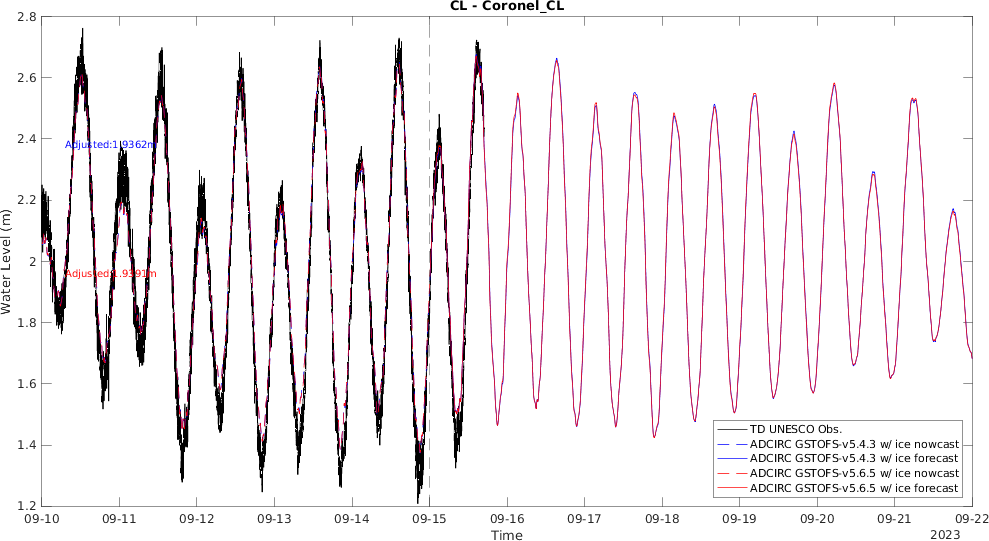 CL - Coronel_CL
2.8
2.6
2.4
2.2
2
1.8
1.6
1.4
1.2
Water Level (m)
Adjusted:1.9362m
Adjusted:1.9391m
TD UNESCO Obs.
ADCIRC GSTOFS-v5.4.3 w/ ice nowcast
ADCIRC GSTOFS-v5.4.3 w/ ice forecast
ADCIRC GSTOFS-v5.6.5 w/ ice nowcast
ADCIRC GSTOFS-v5.6.5 w/ ice forecast
09-10 09-11 09-12 09-13 09-14 09-15 09-16 09-17 09-18 09-19 09-20 09-21 09-22
Time
2023